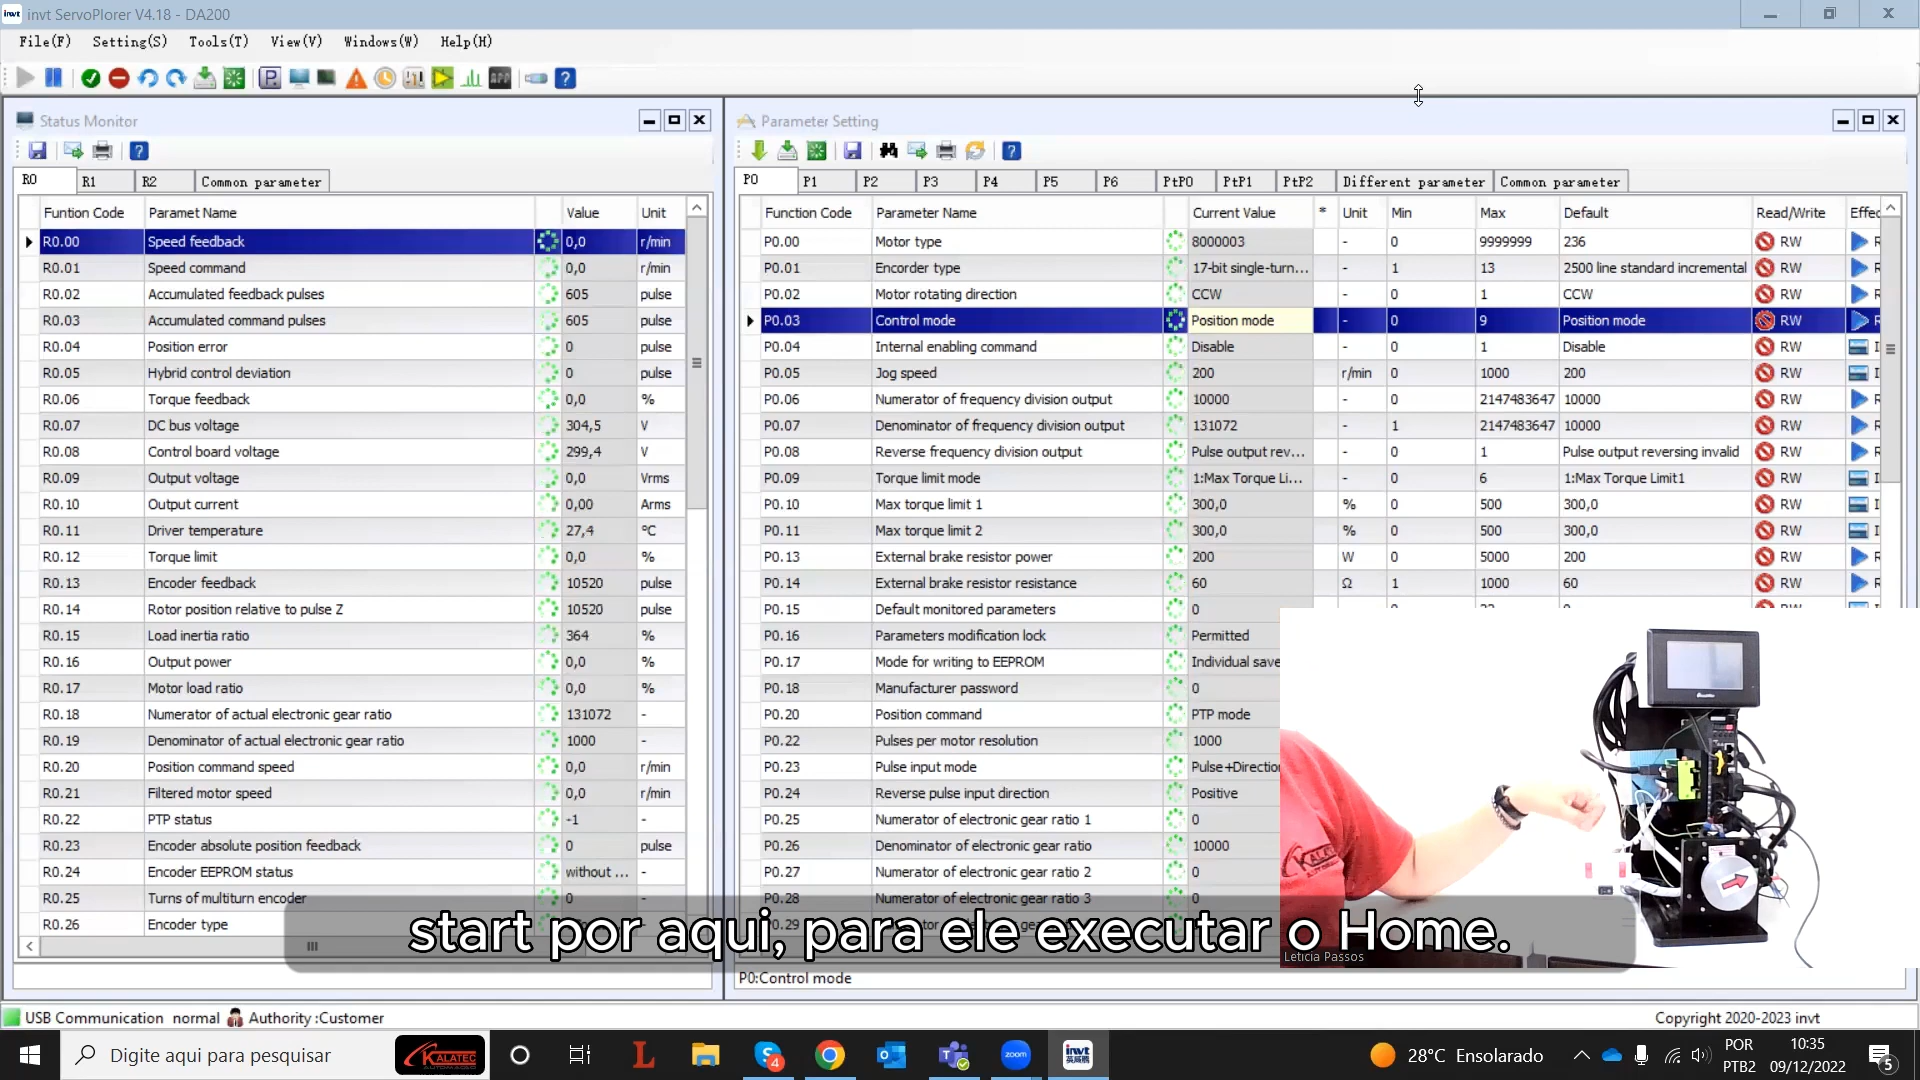 invt ServoPlorer V4.18 - DA200
File(F) Setting(S) Tools(T) View(V) Windows(W) Help(H)
Status Monitor
R0 R1 R2 Common parameter
Funtion Code Paramet Name Value Unit
R0.00 Speed feedback 0,0 r/min
R0.01 Speed command 0,0 r/min
R0.02 Accumulated feedback pulses 605 pulse
R0.03 Accumulated command pulses 605 pulse
R0.04 Position error 0 pulse
R0.05 Hybrid control deviation 0 pulse
R0.06 Torque feedback 0,0 %
R0.07 DC bus voltage 304,5 V
R0.08 Control board voltage 299,4 V
R0.09 Output voltage 0,0 Vrms
R0.10 Output current 0,00 Arms
R0.11 Driver temperature 27,4 ºC
R0.12 Torque limit 0,0 %
R0.13 Encoder feedback 10520 pulse
R0.14 Rotor position relative to pulse Z 10520 pulse
R0.15 Load inertia ratio 364 %
R0.16 Output power 0,0 %
R0.17 Motor load ratio 0,0 %
R0.18 Numerator of actual electronic gear ratio 131072 -
R0.19 Denominator of actual electronic gear ratio 1000 -
R0.20 Position command speed 0,0 r/min
R0.21 Filtered motor speed 0,0 r/min
R0.22 PTP status -1 -
R0.23 Encoder absolute position feedback 0 pulse
R0.24 Encoder EEPROM status without ... -
R0.25 Turns of multiturn encoder 0 -
R0.26 Encoder type
Parameter Setting
P0 P1 P2 P3 P4 P5 P6 PtP0 PtP1 PtP2 Different parameter Common parameter
Function Code Parameter Name Current Value * Unit Min Max Default Read/Write Effec
P0.00 Motor type 8000003 - 0 9999999 236 RW
P0.01 Encorder type 17-bit single-turn... - 1 13 2500 line standard incremental RW
P0.02 Motor rotating direction CCW - 0 1 CCW RW
P0.03 Control mode Position mode - 0 9 Position mode RW
P0.04 Internal enabling command Disable - 0 1 Disable RW
P0.05 Jog speed 200 r/min 0 1000 200 RW
P0.06 Numerator of frequency division output 10000 - 0 2147483647 10000 RW
P0.07 Denominator of frequency division output 131072 - 1 2147483647 10000 RW
P0.08 Reverse frequency division output Pulse output rev... - 0 1 Pulse output reversing invalid RW
P0.09 Torque limit mode 1:Max Torque Li... - 0 6 1:Max Torque Limit1 RW
P0.10 Max torque limit 1 300,0 % 0 500 300,0 RW
P0.11 Max torque limit 2 300,0 % 0 500 300,0 RW
P0.13 External brake resistor power 200 W 0 5000 200 RW
P0.14 External brake resistor resistance 60 Ω 1 1000 60 RW
P0.15 Default monitored parameters 0
P0.16 Parameters modification lock Permitted
P0.17 Mode for writing to EEPROM Individual save
P0.18 Manufacturer password 0
P0.20 Position command PTP mode
P0.22 Pulses per motor resolution 1000
P0.23 Pulse input mode Pulse+Direction
P0.24 Reverse pulse input direction Positive
P0.25 Numerator of electronic gear ratio 1 0
P0.26 Denominator of electronic gear ratio 10000
P0.27 Numerator of electronic gear ratio 2 0
P0.28 Numerator of electronic gear ratio 3 0
P0.29
start por aqui, para ele executar o Home.
Leticia Passos
P0:Control mode
USB Communication normal Authority :Customer Copyright 2020-2023 invt
Digite aqui para pesquisar KALATEC zoom invt 28°C Ensolarado POR 10:35
PTB2 09/12/2022 5